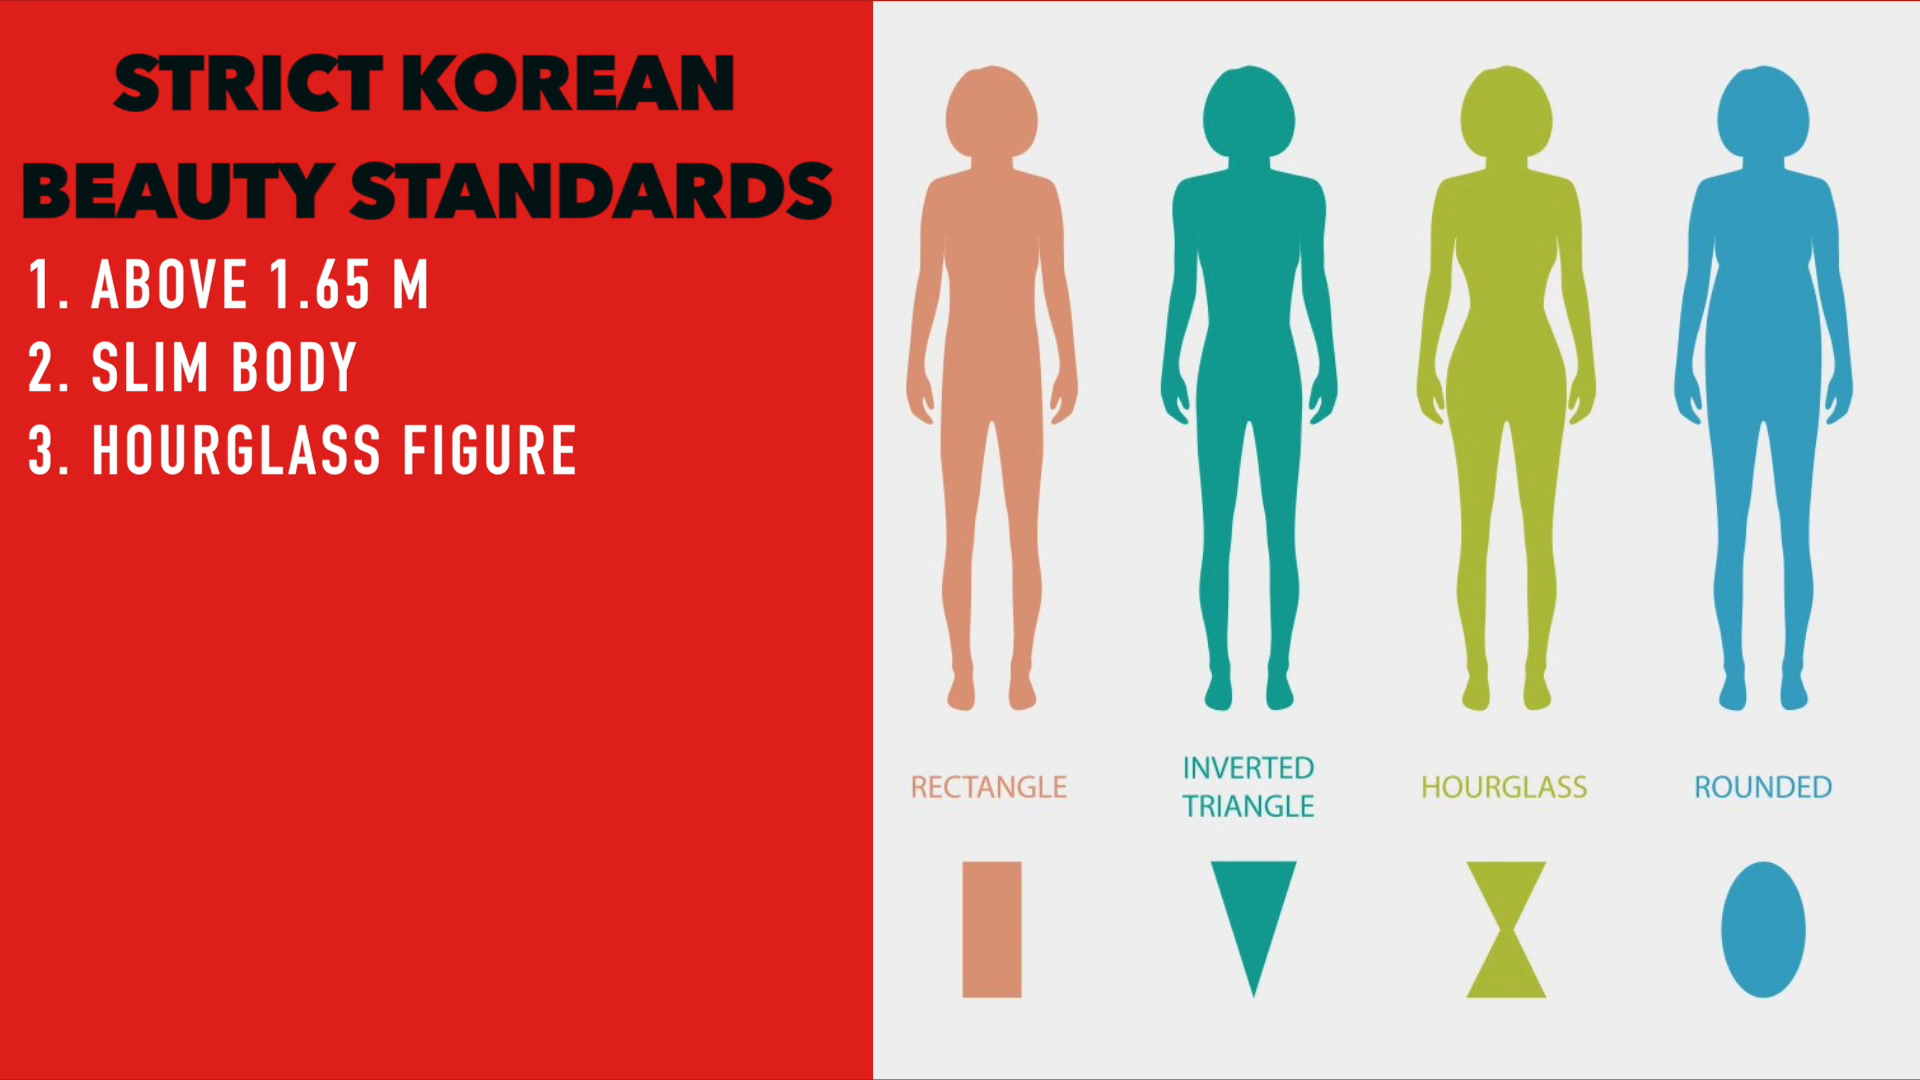 STRICT KOREAN
BEAUTY STANDARDS
1. ABOVE 1.65 M
2. SLIM BODY
3. HOURGLASS FIGURE
RECTANGLE
INVERTED
TRIANGLE
HOURGLASS
ROUNDED